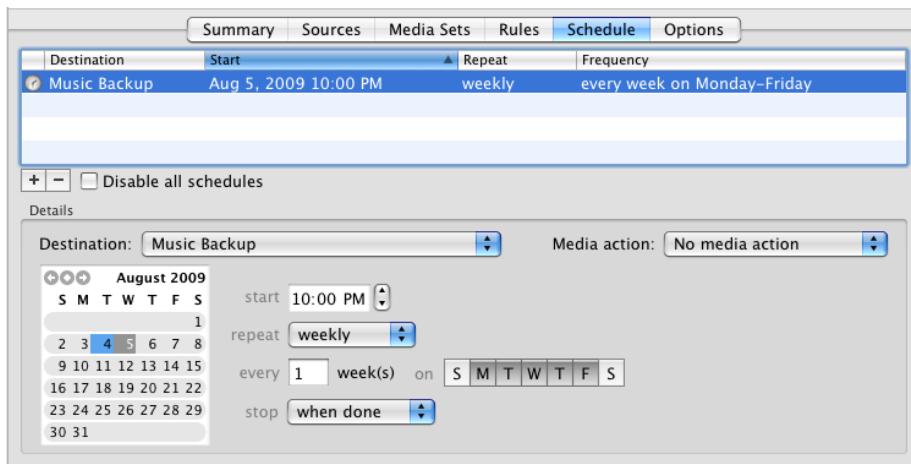 Summary Sources Media Sets Rules Schedule Options
Destination Start Repeat Frequency
Music Backup Aug 5, 2009 10:00 PM weekly every week on Monday–Friday
+ − Disable all schedules
Details
Destination: Music Backup Media action: No media action
August 2009
S M T W T F S
1
2 3 4 5 6 7 8
9 10 11 12 13 14 15
16 17 18 19 20 21 22
23 24 25 26 27 28 29
30 31
start 10:00 PM
repeat weekly
every 1 week(s) on S M T W T F S
stop when done